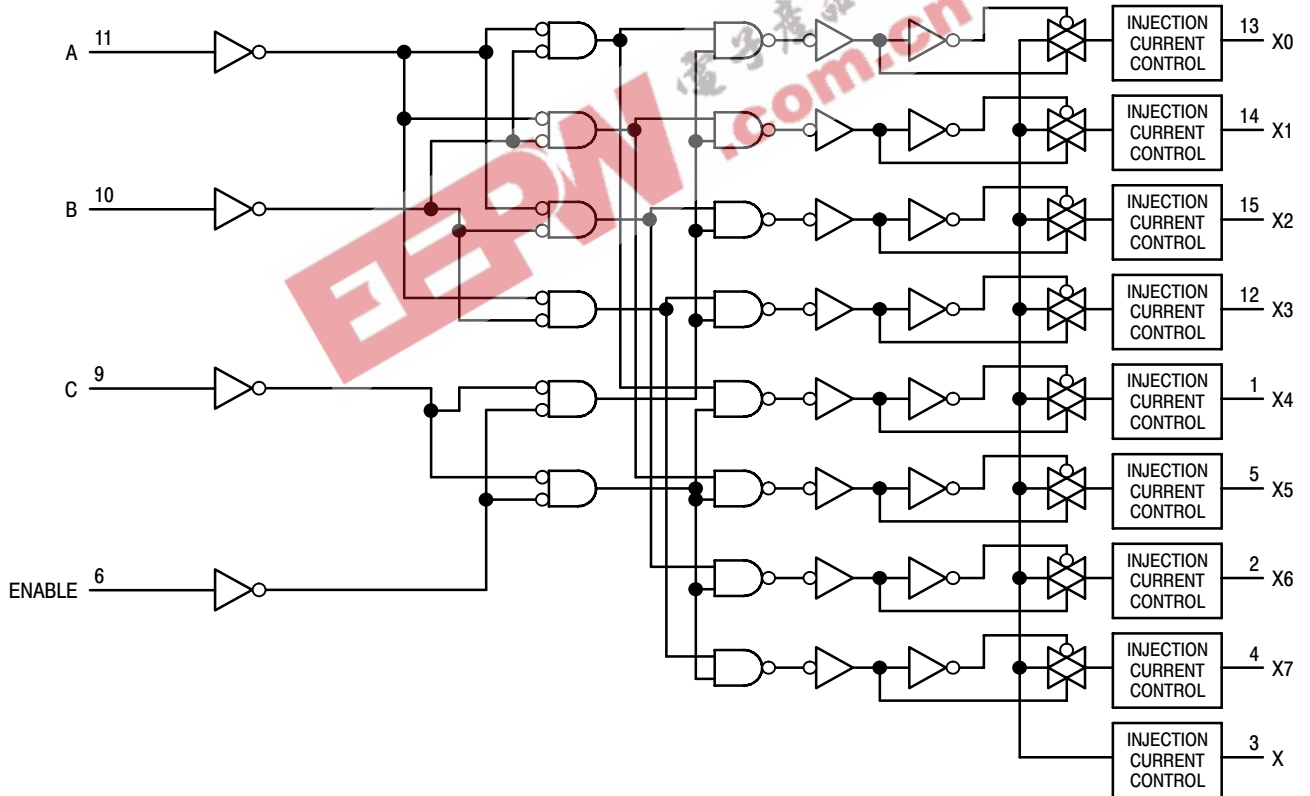 A 11
B 10
C 9
ENABLE 6
INJECTION
CURRENT
CONTROL
13 X0
INJECTION
CURRENT
CONTROL
14 X1
INJECTION
CURRENT
CONTROL
15 X2
INJECTION
CURRENT
CONTROL
12 X3
INJECTION
CURRENT
CONTROL
1 X4
INJECTION
CURRENT
CONTROL
5 X5
INJECTION
CURRENT
CONTROL
2 X6
INJECTION
CURRENT
CONTROL
4 X7
INJECTION
CURRENT
CONTROL
3 X
EEPW
.com.cn